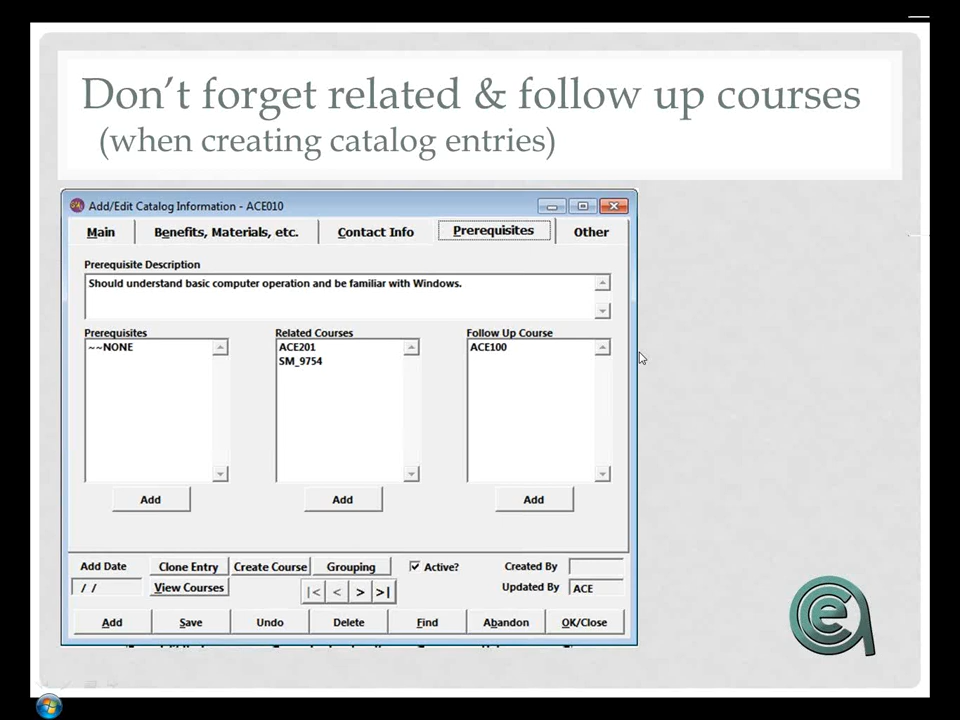 Don't forget related & follow up courses
(when creating catalog entries)
Add/Edit Catalog Information - ACE010
Main Benefits, Materials, etc. Contact Info Prerequisites Other
Prerequisite Description
Should understand basic computer operation and be familiar with Windows.
Prerequisites Related Courses Follow Up Course
~~NONE ACE201 ACE100
SM_9754
Add Add Add
Add Date Clone Entry Create Course Grouping Active? Created By
/ / View Courses |< < > >| Updated By ACE
Add Save Undo Delete Find Abandon OK/Close